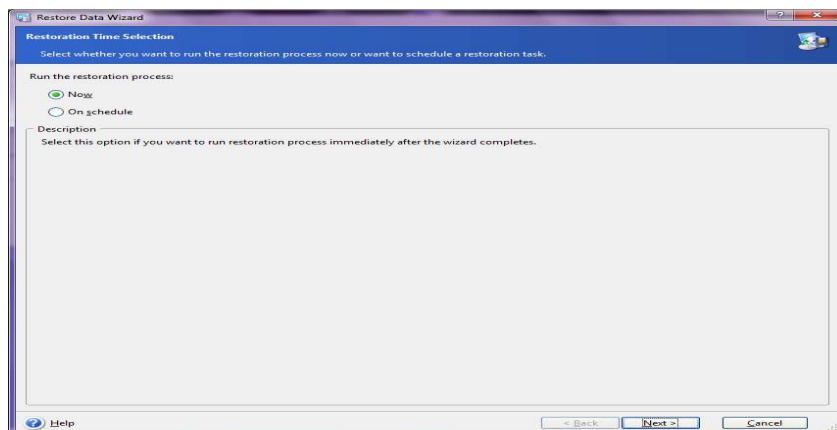 Restore Data Wizard
Restoration Time Selection
Select whether you want to run the restoration process now or want to schedule a restoration task.
Run the restoration process:
Now
On schedule
Description
Select this option if you want to run restoration process immediately after the wizard completes.
Help
< Back
Next >
Cancel